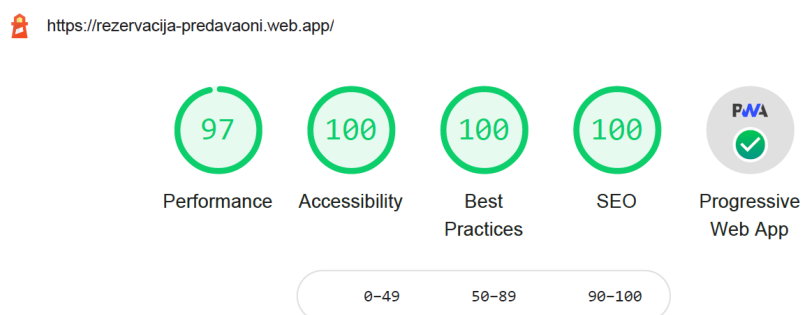 https://rezervacija-predavaoni.web.app/
PWA
97
100
100
100
Performance
Accessibility
Best
Practices
SEO
Progressive
Web App
0–49
50–89
90–100